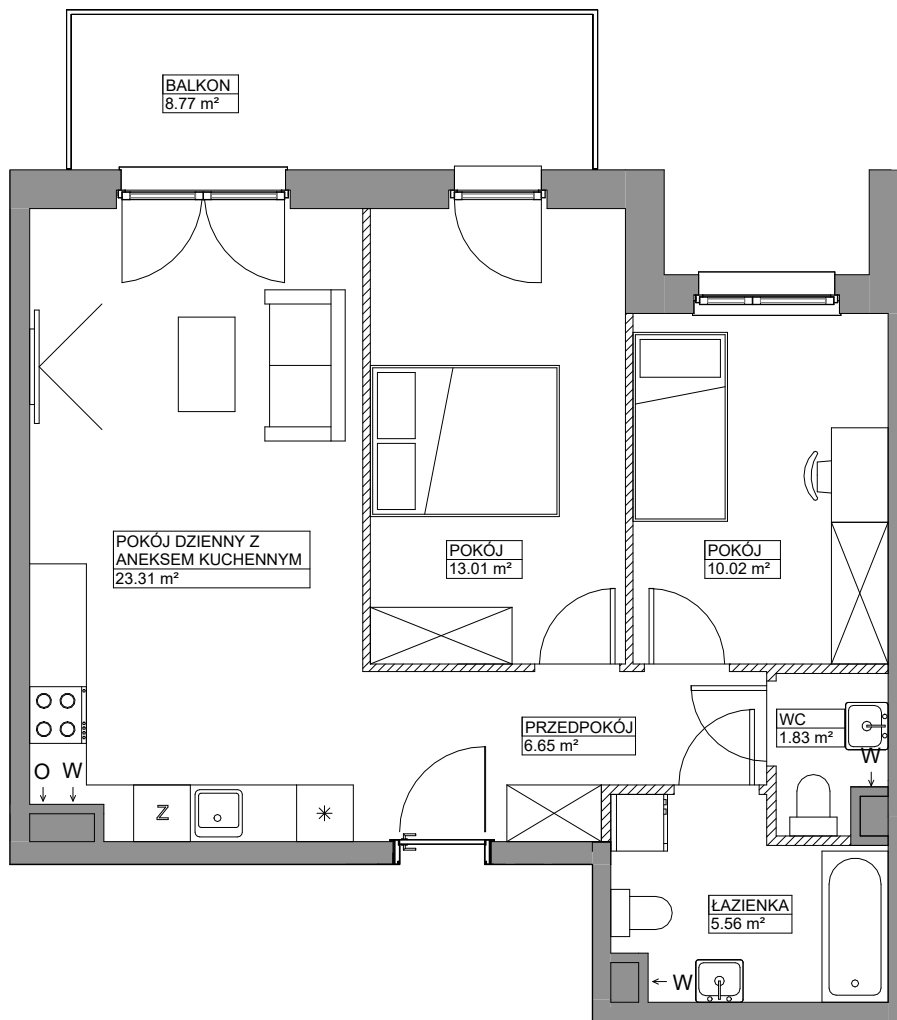 BALKON
8.77 m²
POKÓJ DZIENNY Z
ANEKSEM KUCHENNYM
23.31 m²
POKÓJ
13.01 m²
POKÓJ
10.02 m²
PRZEDPOKÓJ
6.65 m²
WC
1.83 m²
W
O W
Z
ŁAZIENKA
5.56 m²
W